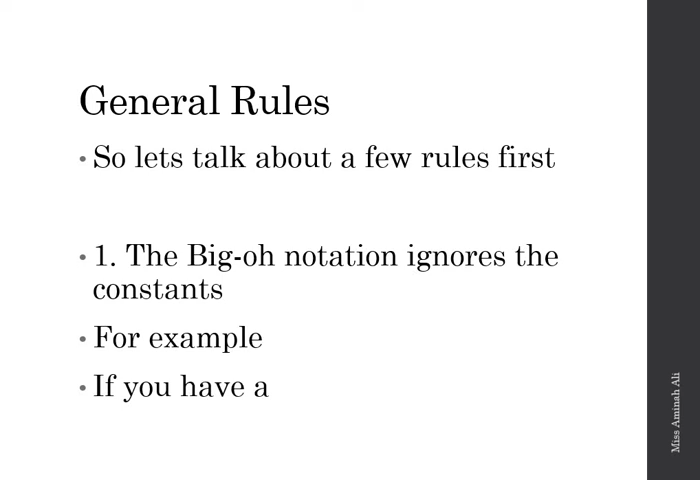 General Rules
• So lets talk about a few rules first
• 1. The Big-oh notation ignores the
constants
• For example
• If you have a
Miss Aminah Ali